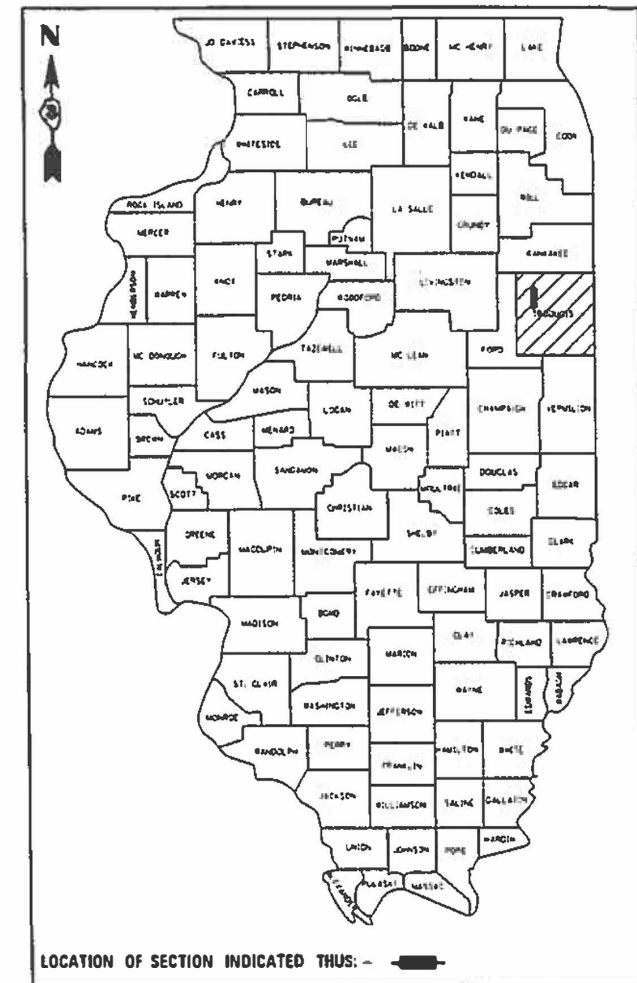 N
JO DAVIESS STEPHENSON WINNEBAGO BOONE MC HENRY LAKE
CARROLL OGLE DE KALB KANE DU PAGE COOK
WHITESIDE LEE
KENDALL WILL
ROCK ISLAND HENRY BUREAU LA SALLE GRUNDY
MERCER PUTNAM KANKAKEE
STARK MARSHALL
HENDERSON WARREN KNOX PEORIA WOODFORD LIVINGSTON IROQUOIS
HANCOCK MC DONOUGH FULTON TAZEWELL MC LEAN FORD
MASON
SCHUYLER LOGAN DE WITT CHAMPAIGN VERMILION
ADAMS BROWN CASS MENARD PIATT
MACON
PIKE SCOTT MORGAN SANGAMON DOUGLAS EDGAR
MOULTRIE
CHRISTIAN COLES
GREENE MACOUPIN MONTGOMERY SHELBY CUMBERLAND CLARK
CALHOUN JERSEY
FAYETTE EFFINGHAM JASPER CRAWFORD
MADISON BOND
CLAY RICHLAND LAWRENCE
CLINTON MARION
ST. CLAIR WAYNE EDWARDS WABASH
MONROE WASHINGTON JEFFERSON
RANDOLPH PERRY HAMILTON WHITE
FRANKLIN
JACKSON WILLIAMSON SALINE GALLATIN
UNION JOHNSON POPE HARDIN
ALEXANDER PULASKI MASSAC
LOCATION OF SECTION INDICATED THUS: -